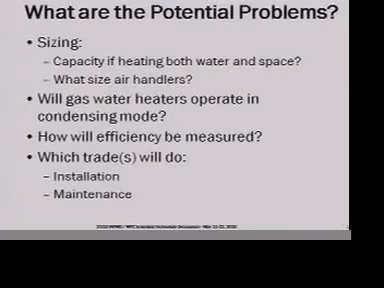 What are the Potential Problems?
• Sizing:
– Capacity if heating both water and space?
– What size air handlers?
• Will gas water heaters operate in
condensing mode?
• How will efficiency be measured?
• Which trade(s) will do:
– Installation
– Maintenance